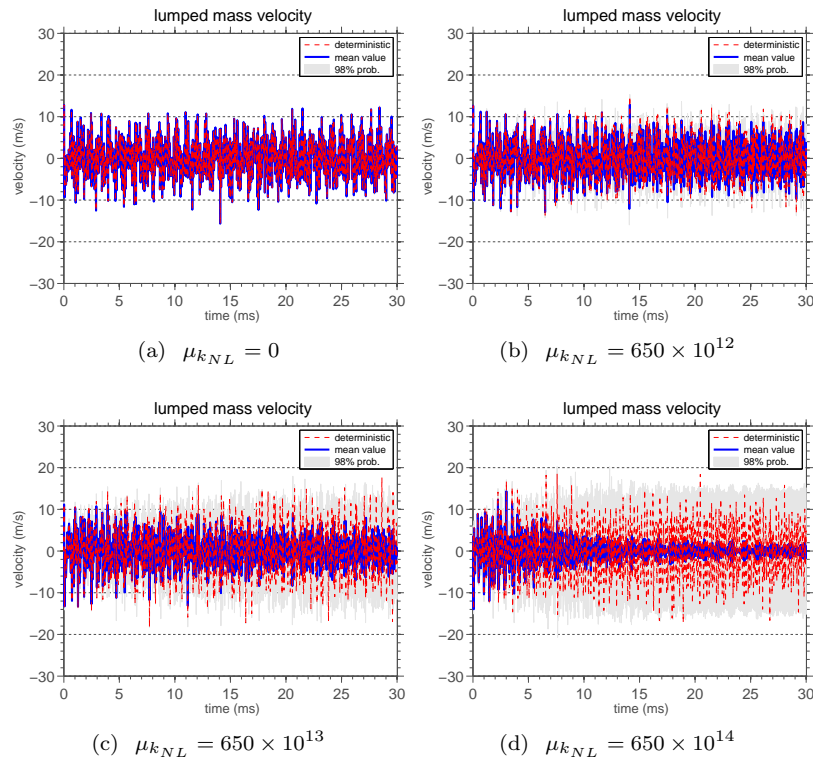 lumped mass velocity
30
20
10
0
−10
−20
−30
velocity (m/s)
deterministic
mean value
98% prob.
0 5 10 15 20 25 30
time (ms)
(a) μ_{k_{NL}} = 0
lumped mass velocity
30
20
10
0
−10
−20
−30
velocity (m/s)
deterministic
mean value
98% prob.
0 5 10 15 20 25 30
time (ms)
(b) μ_{k_{NL}} = 650 × 10^{12}
lumped mass velocity
30
20
10
0
−10
−20
−30
velocity (m/s)
deterministic
mean value
98% prob.
0 5 10 15 20 25 30
time (ms)
(c) μ_{k_{NL}} = 650 × 10^{13}
lumped mass velocity
30
20
10
0
−10
−20
−30
velocity (m/s)
deterministic
mean value
98% prob.
0 5 10 15 20 25 30
time (ms)
(d) μ_{k_{NL}} = 650 × 10^{14}